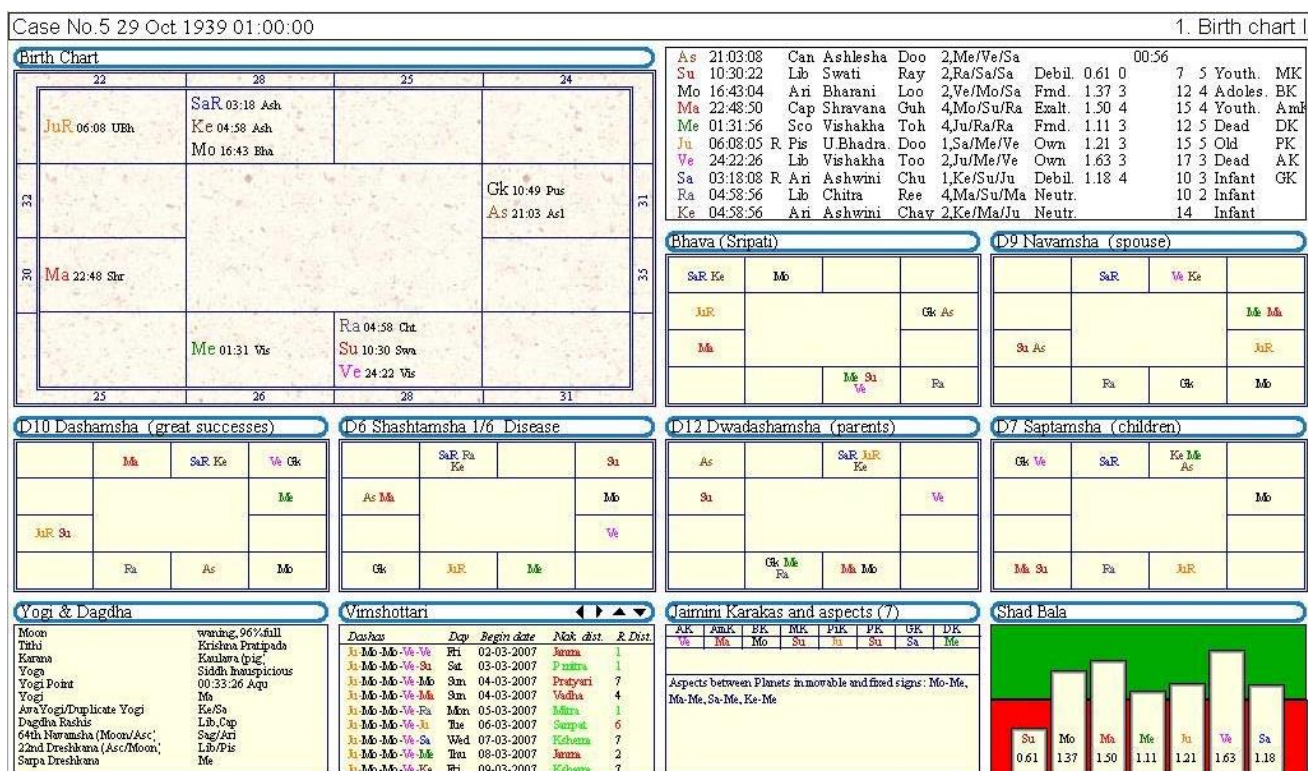 Case No.5 29 Oct 1939 01:00:00 1. Birth chart I
Birth Chart
22 28 25 24
SaR 03:18 Ash
JuR 06:08 UBh
Ke 04:58 Ash
Mo 16:43 Bha
32
Gk 10:49 Pus
As 21:03 Asl
31
30
Ma 22:48 Shr
35
Ra 04:58 Cht
Me 01:31 Vis
Su 10:30 Swa
Ve 24:22 Vis
25 26 28 31
As 21:03:08 Can Ashlesha Doo 2,Me/Ve/Sa 00:56
Su 10:30:22 Lib Swati Ray 2,Ra/Sa/Sa Debil. 0.61 0 7 5 Youth. MK
Mo 16:43:04 Ari Bharani Loo 2,Ve/Mo/Sa Frnd. 1.37 3 12 4 Adoles. BK
Ma 22:48:50 Cap Shravana Guh 4,Mo/Su/Ra Exalt. 1.50 4 15 4 Youth. AmK
Me 01:31:56 Sco Vishakha Toh 4,Ju/Ra/Ra Frnd. 1.11 3 12 5 Dead DK
Ju 06:08:05 R Pis U.Bhadra. Doo 1,Sa/Me/Ve Own 1.21 3 15 5 Old PK
Ve 24:22:26 Lib Vishakha Too 2,Ju/Me/Ve Own 1.63 3 17 3 Dead AK
Sa 03:18:08 R Ari Ashwini Chu 1,Ke/Su/Ju Debil. 1.18 4 10 3 Infant GK
Ra 04:58:56 Lib Chitra Ree 4,Ma/Su/Ma Neutr. 10 2 Infant
Ke 04:58:56 Ari Ashwini Chay 2,Ke/Ma/Ju Neutr. 14 Infant
Bhava (Sripati)
SaR Ke Mo
JuR Gk As
Ma
Me Su Ve Ra
D9 Navamsha (spouse)
SaR Ve Ke
Me Ma
Su As JuR
Ra Gk Mo
D10 Dashamsha (great successes)
Ma SaR Ke Ve Gk
Me
JuR Su
Ra As Mo
D6 Shashtamsha 1/6 Disease
SaR Ra Ke Su
As Ma Mo
Ve
Gk JuR Me
D12 Dwadashamsha (parents)
As SaR JuR Ke
Su Ve
Gk Me Ra Ma Mo
D7 Saptamsha (children)
Gk Ve SaR Ke Me As
Mo
Ma Su Ra JuR
Yogi & Dagdha
Moon waning, 96%full
Tithi Krishna Pratipada
Karana Kaulava (pig)
Yoga Siddh Inauspicious
Yogi Point 00:33:26 Aqu
Yogi Ma
AvaYogi/Duplicate Yogi Ke/Sa
Dagdha Rashis Lib,Cap
64th Navamsha (Moon/Asc) Sag/Ari
22nd Dreshkana (Asc/Moon) Lib/Pis
Sarpa Dreshkana Me
Vimshottari
Dashas Day Begin date Nak. dist. R.Dist.
Ju-Mo-Mo-Ve-Ve Fri 02-03-2007 Janma 1
Ju-Mo-Mo-Ve-Su Sat 03-03-2007 P mitra 1
Ju-Mo-Mo-Ve-Mo Sun 04-03-2007 Pratyari 7
Ju-Mo-Mo-Ve-Ma Sun 04-03-2007 Vadha 4
Ju-Mo-Mo-Ve-Ra Mon 05-03-2007 Mitra 1
Ju-Mo-Mo-Ve-Ju Tue 06-03-2007 Sampat 6
Ju-Mo-Mo-Ve-Sa Wed 07-03-2007 Kshema 7
Ju-Mo-Mo-Ve-Me Thu 08-03-2007 Janma 2
Ju-Mo-Mo-Ve-Ke Fri 09-03-2007 Kshema 7
Jaimini Karakas and aspects (7)
AK AmK BK MK PiK PK GK DK
Ve Ma Mo Su Ju Su Sa Me
Aspects between Planets in movable and fixed signs : Mo-Me,
Ma-Me, Sa-Me, Ke-Me
Shad Bala
Su Mo Ma Me Ju Ve Sa
0.61 1.37 1.50 1.11 1.21 1.63 1.18